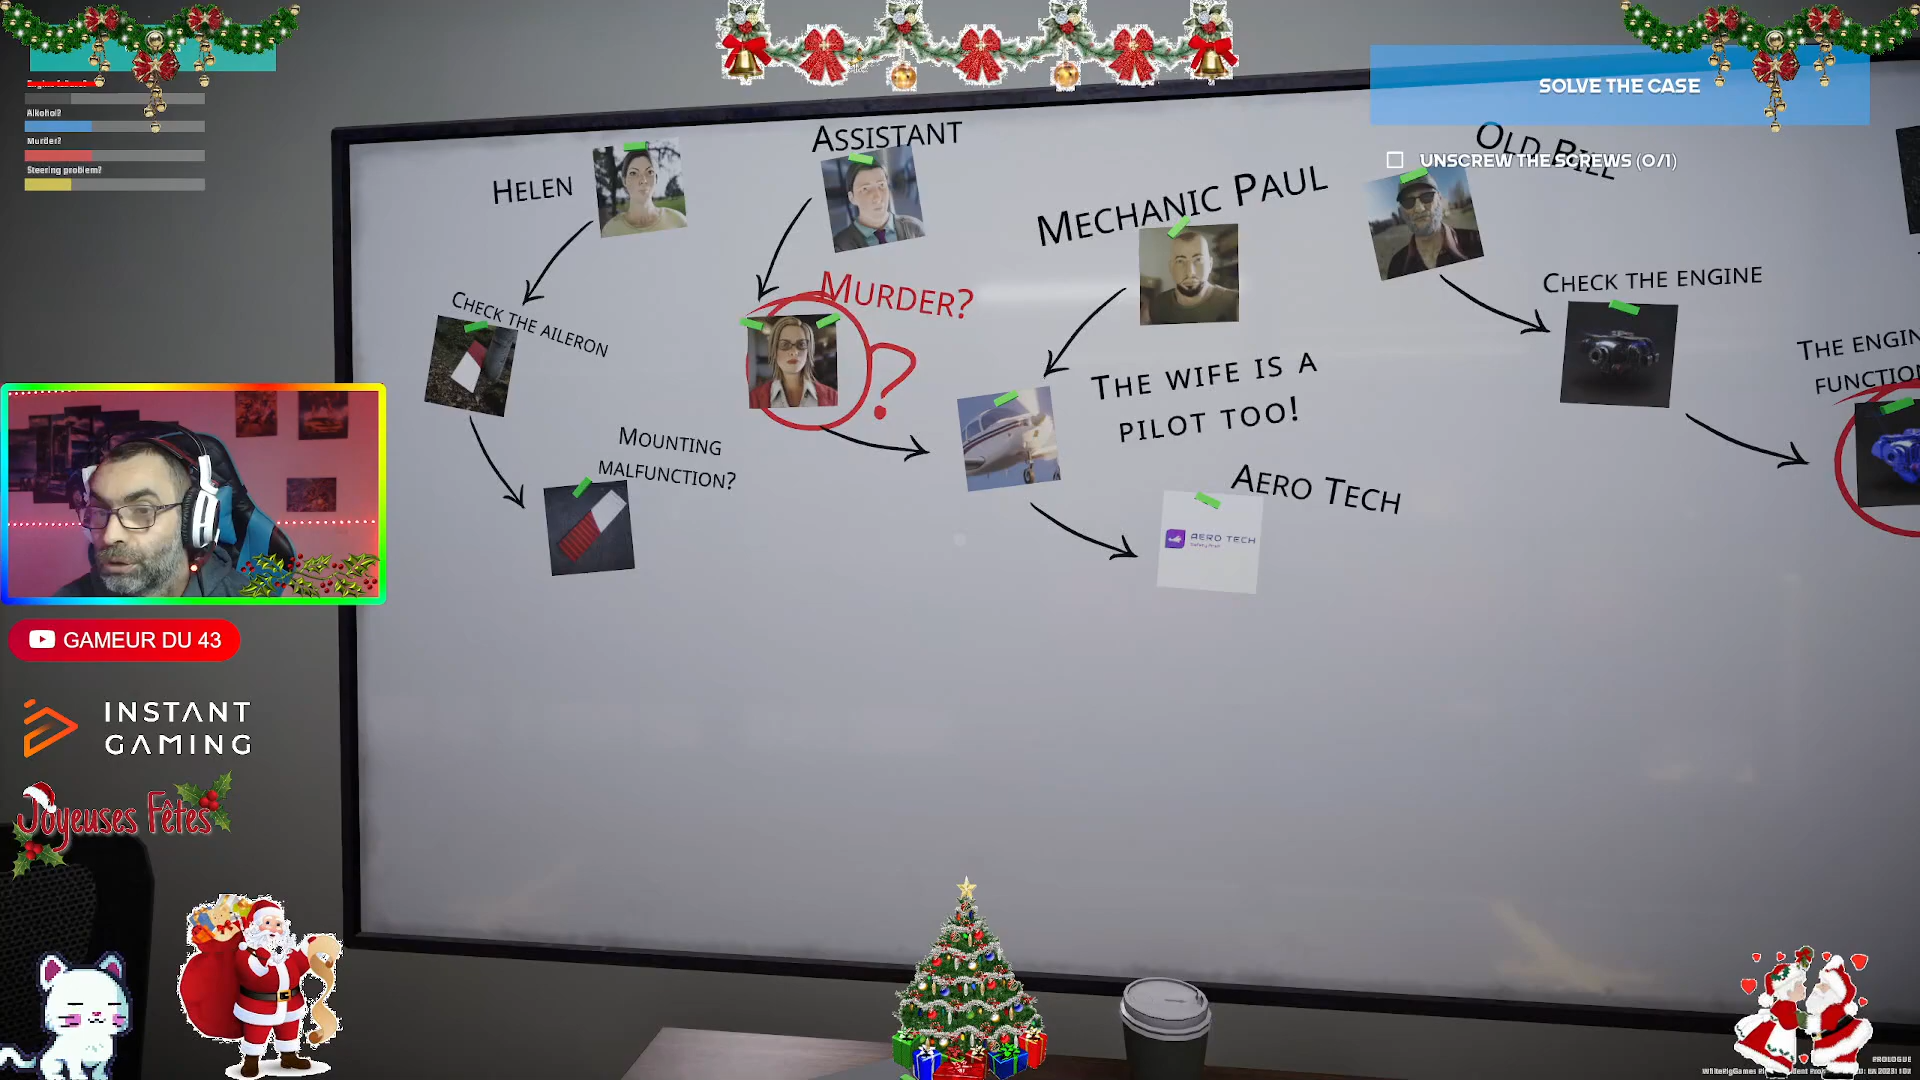 Alkohol?
Murder?
Steering problem?
SOLVE THE CASE
UNSCREW THE SCREWS (0/1)
HELEN
ASSISTANT
MECHANIC PAUL
OLD BILL
CHECK THE AILERON
MURDER?
?
CHECK THE ENGINE
THE WIFE IS A
PILOT TOO!
MOUNTING
MALFUNCTION?
AERO TECH
AERO TECH
THE ENGIN
FUNCTION
GAMEUR DU 43
INSTANT
GAMING
Joyeuses Fêtes